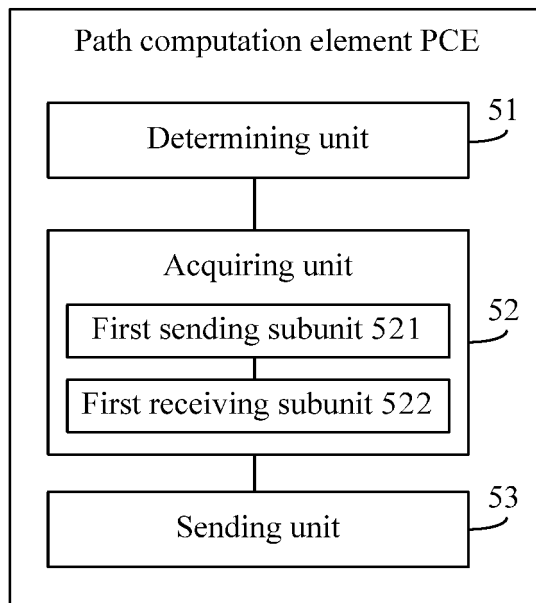 Path computation element PCE
51
Determining unit
Acquiring unit
52
First sending subunit 521
First receiving subunit 522
53
Sending unit